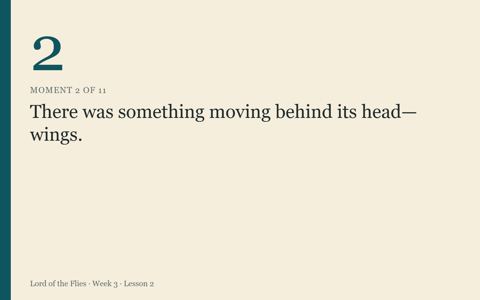 2
MOMENT 2 OF 11
There was something moving behind its head—
wings.
Lord of the Flies · Week 3 · Lesson 2